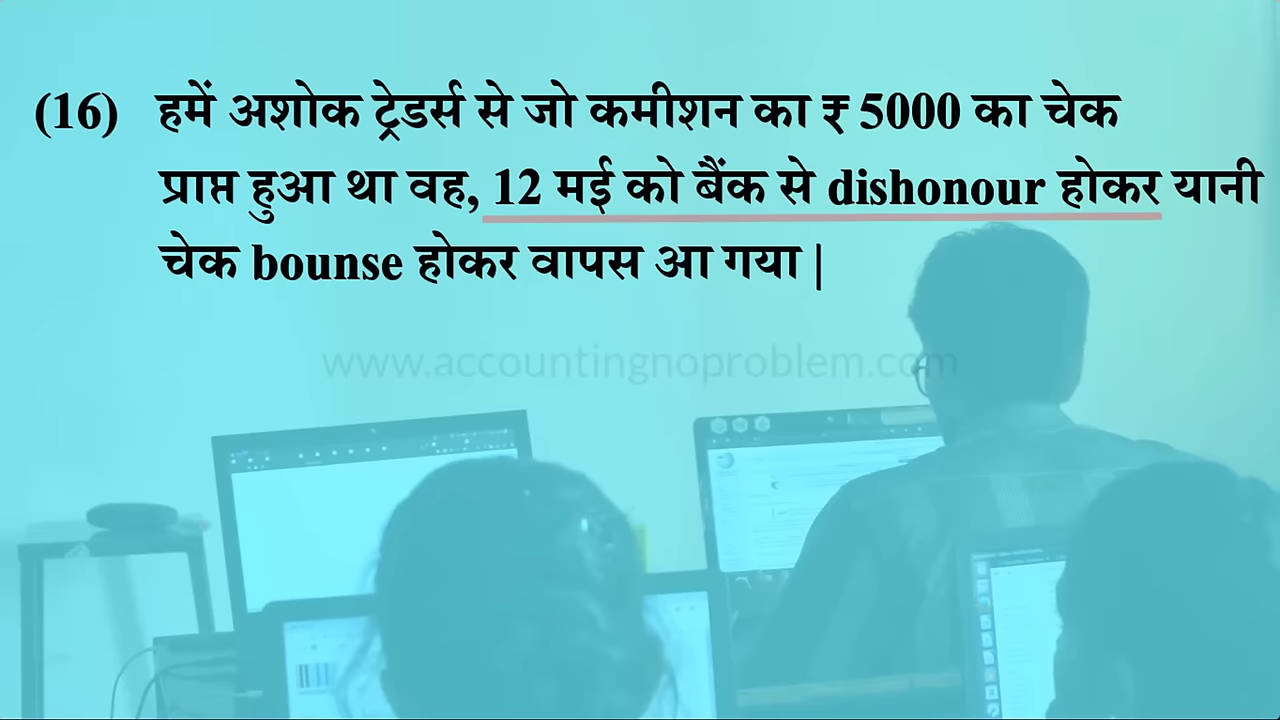 (16) हमें अशोक ट्रेडर्स से जो कमीशन का ₹ 5000 का चेक
प्राप्त हुआ था वह, 12 मई को बैंक से dishonour होकर यानी
चेक bounse होकर वापस आ गया |
www.accountingnoproblem.com